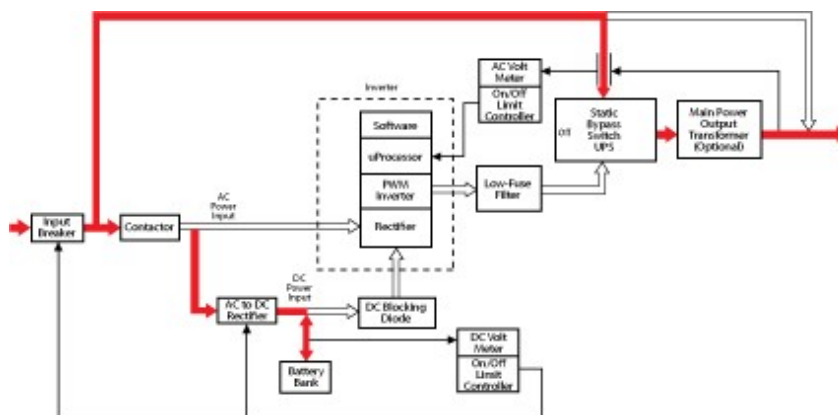 AC Volt
Meter
On/Off
Limit
Controller
Inverter
Software
uProcessor
PWM
Inverter
Rectifier
Static
Bypass
Switch
UPS
Main Power
Output
Transformer
(Optional)
Low-Fuse
Filter
AC
Power
Input
Input
Breaker
Contactor
DC
Power
Input
AC to DC
Rectifier
DC Blocking
Diode
Battery
Bank
DC Volt
Meter
On/Off
Limit
Controller